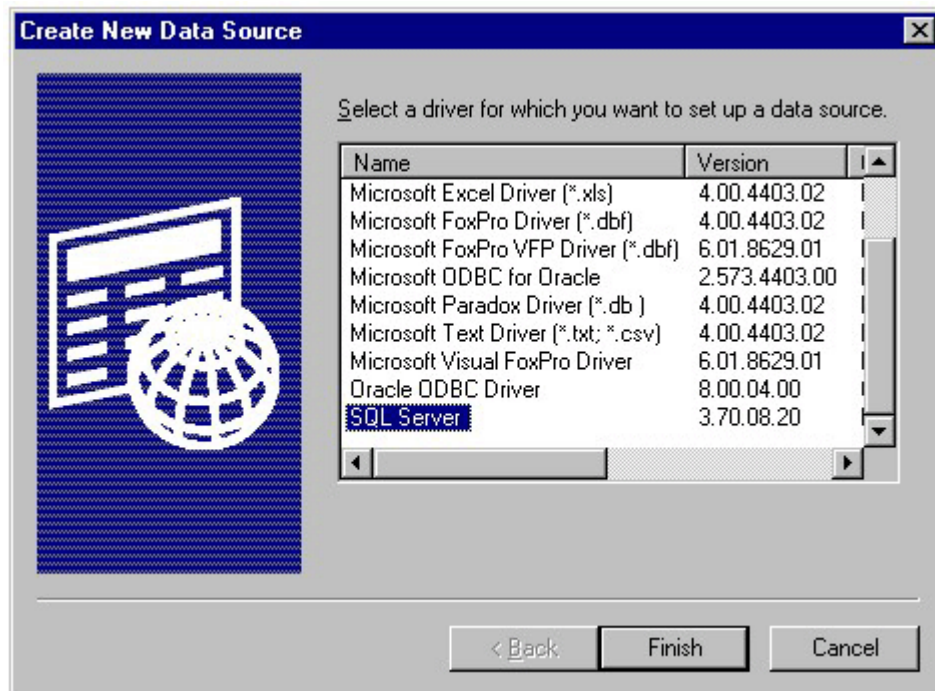 Create New Data Source
Select a driver for which you want to set up a data source.
Name Version
Microsoft Excel Driver (*.xls) 4.00.4403.02
Microsoft FoxPro Driver (*.dbf) 4.00.4403.02
Microsoft FoxPro VFP Driver (*.dbf) 6.01.8629.01
Microsoft ODBC for Oracle 2.573.4403.00
Microsoft Paradox Driver (*.db ) 4.00.4403.02
Microsoft Text Driver (*.txt; *.csv) 4.00.4403.02
Microsoft Visual FoxPro Driver 6.01.8629.01
Oracle ODBC Driver 8.00.04.00
SQL Server 3.70.08.20
< Back Finish Cancel